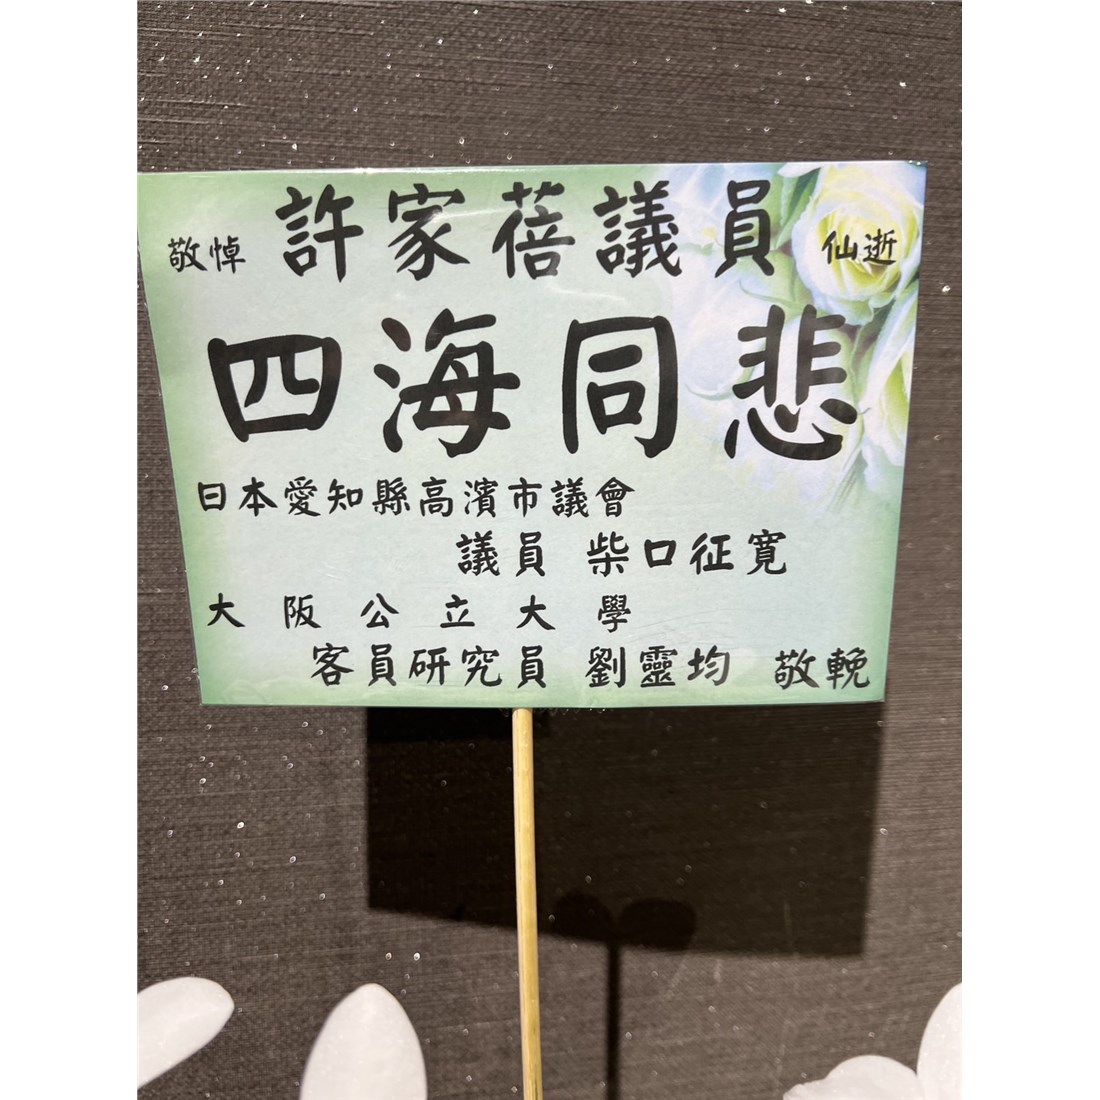 敬悼 許家蓓議員 仙逝
四海同悲
日本愛知縣高濱市議會
議員 柴口征寬
大阪公立大學
客員研究員 劉靈均 敬輓